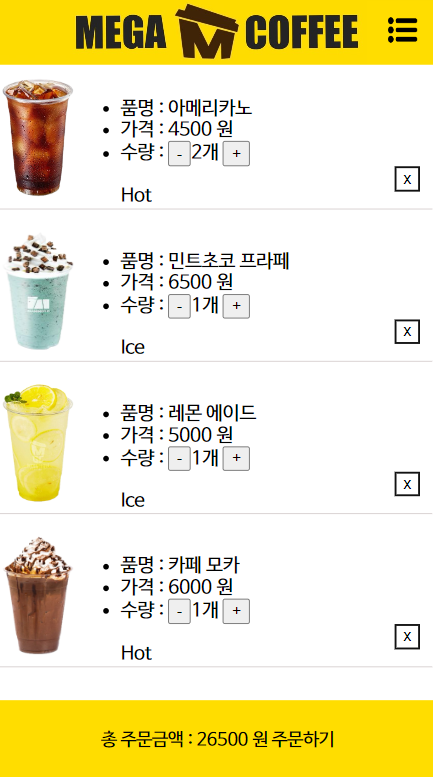 MEGA COFFEE
품명 : 아메리카노
가격 : 4500 원
수량 : - 2개 +
X
Hot
품명 : 민트초코 프라페
가격 : 6500 원
수량 : - 1개 +
X
Ice
품명 : 레몬 에이드
가격 : 5000 원
수량 : - 1개 +
X
Ice
품명 : 카페 모카
가격 : 6000 원
수량 : - 1개 +
X
Hot
총 주문금액 : 26500 원 주문하기